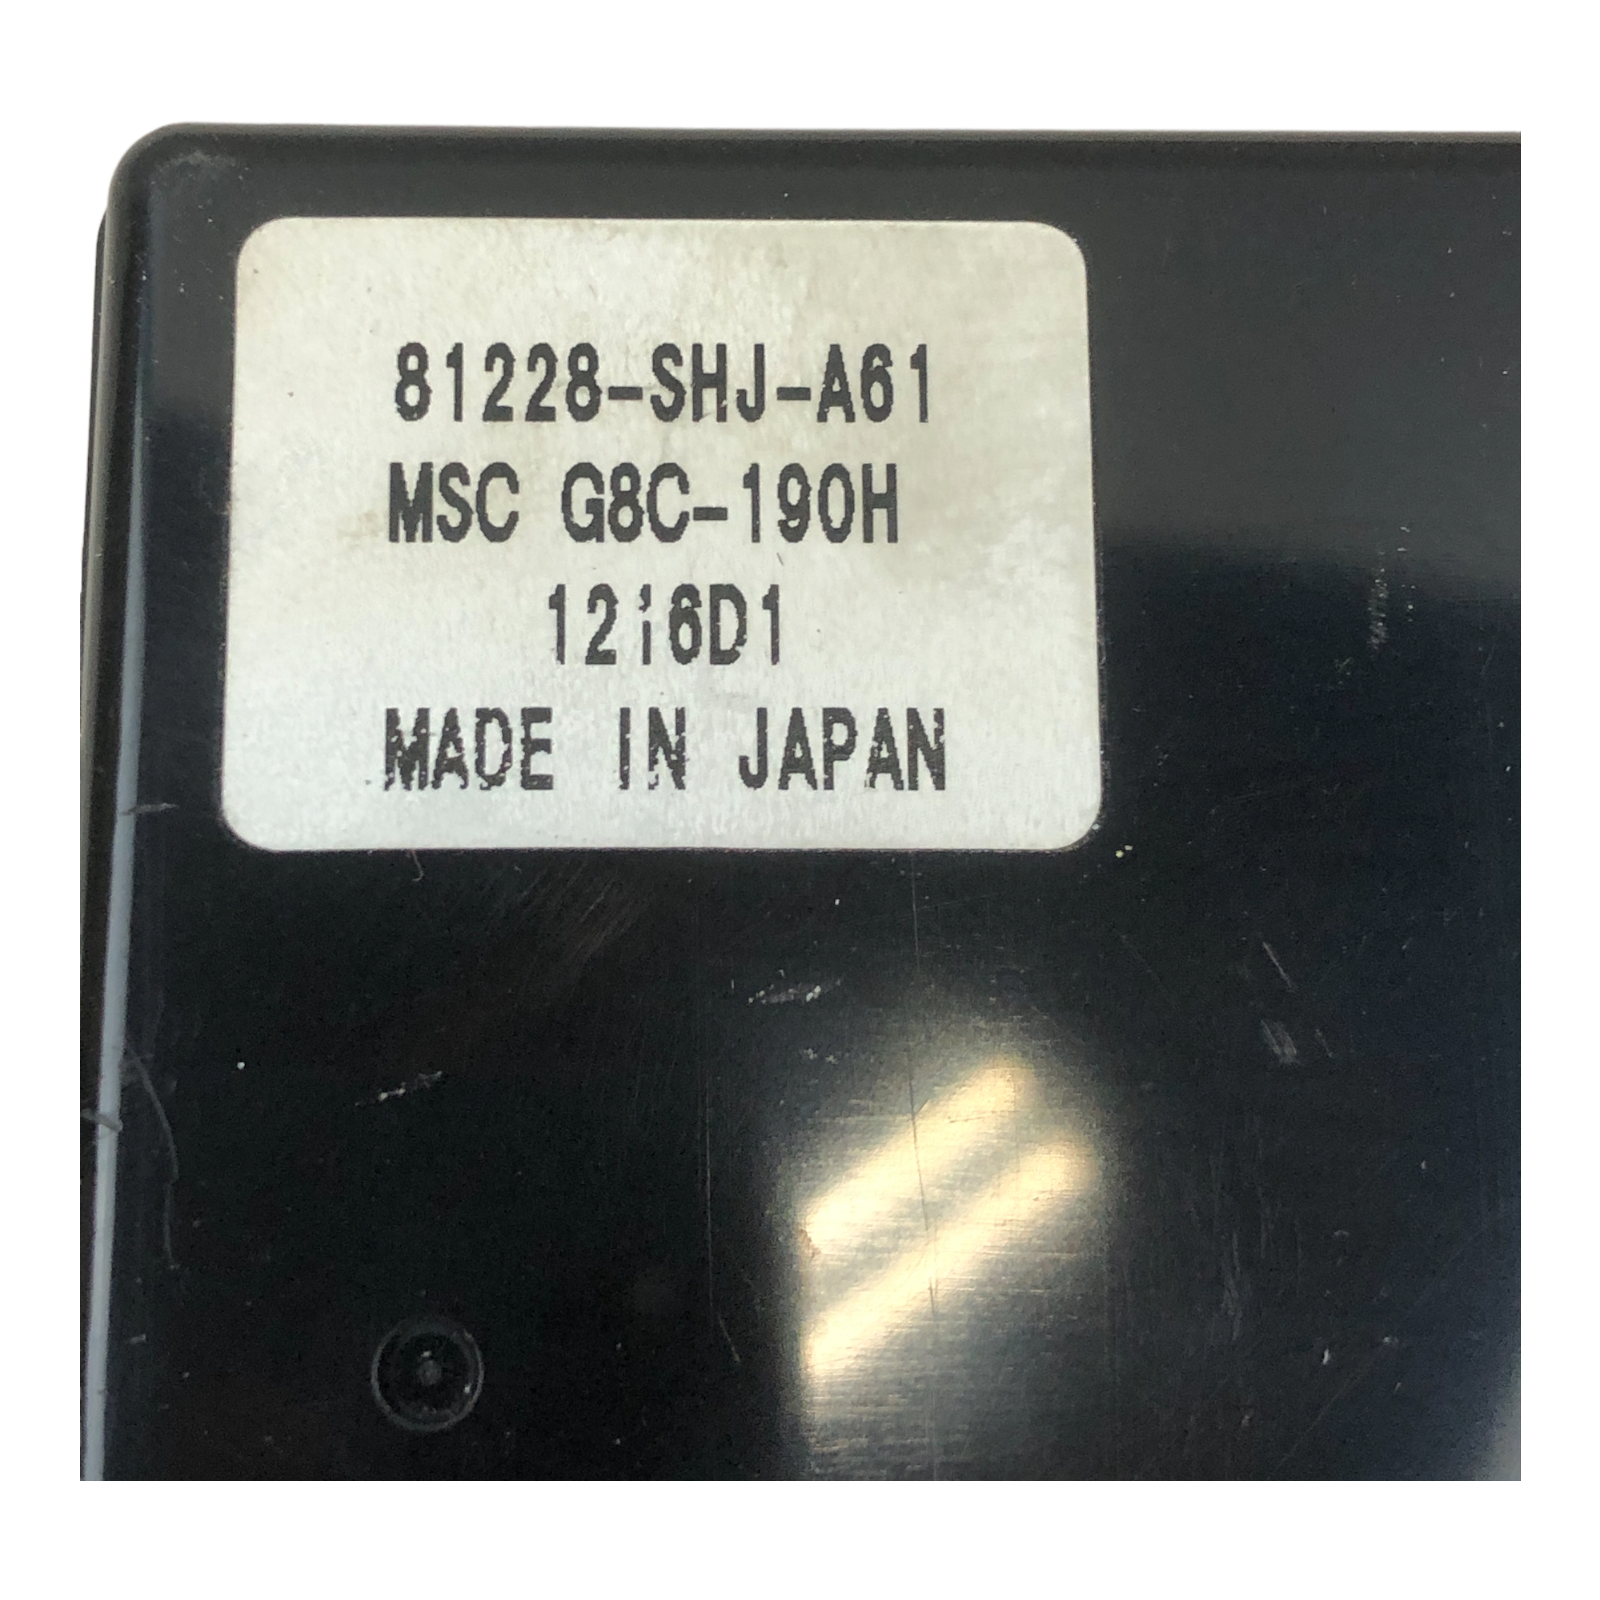 81228-SHJ-A61
MSC G8C-190H
12i6D1
MADE IN JAPAN